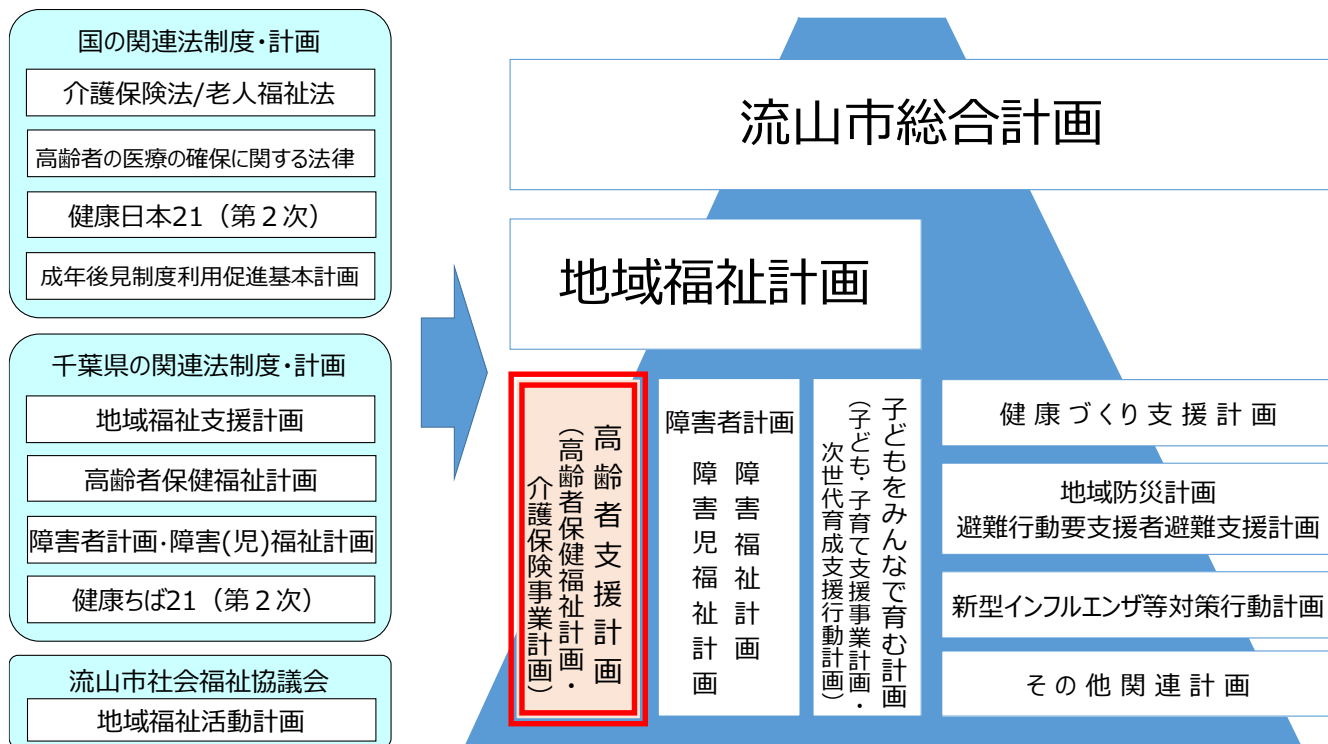 国の関連法制度・計画
介護保険法/老人福祉法
高齢者の医療の確保に関する法律
健康日本21（第２次）
成年後見制度利用促進基本計画
千葉県の関連法制度・計画
地域福祉支援計画
高齢者保健福祉計画
障害者計画・障害(児)福祉計画
健康ちば21（第２次）
流山市社会福祉協議会
地域福祉活動計画
流山市総合計画
地域福祉計画
高齢者支援計画
（高齢者保健福祉計画・
介護保険事業計画）
障害者計画
障害福祉計画
障害児福祉計画
子どもをみんなで育む計画
（子ども・子育て支援事業計画・
次世代育成支援行動計画）
健康づくり支援計画
地域防災計画
避難行動要支援者避難支援計画
新型インフルエンザ等対策行動計画
その他関連計画